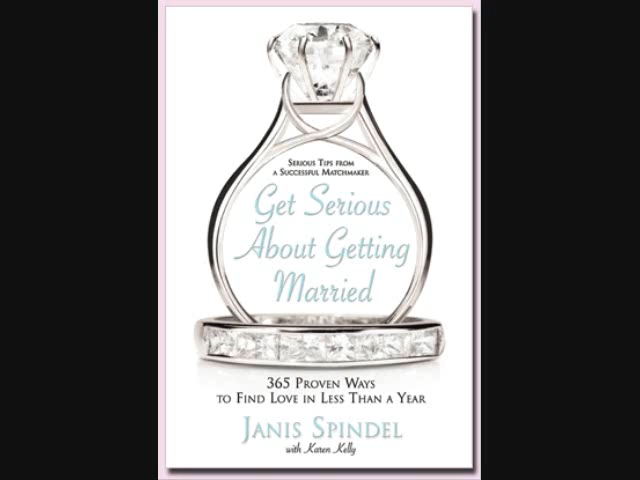 Serious Tips from
a Successful Matchmaker
Get Serious
About Getting
Married
365 Proven Ways
to Find Love in Less Than a Year
Janis Spindel
with Karen Kelly